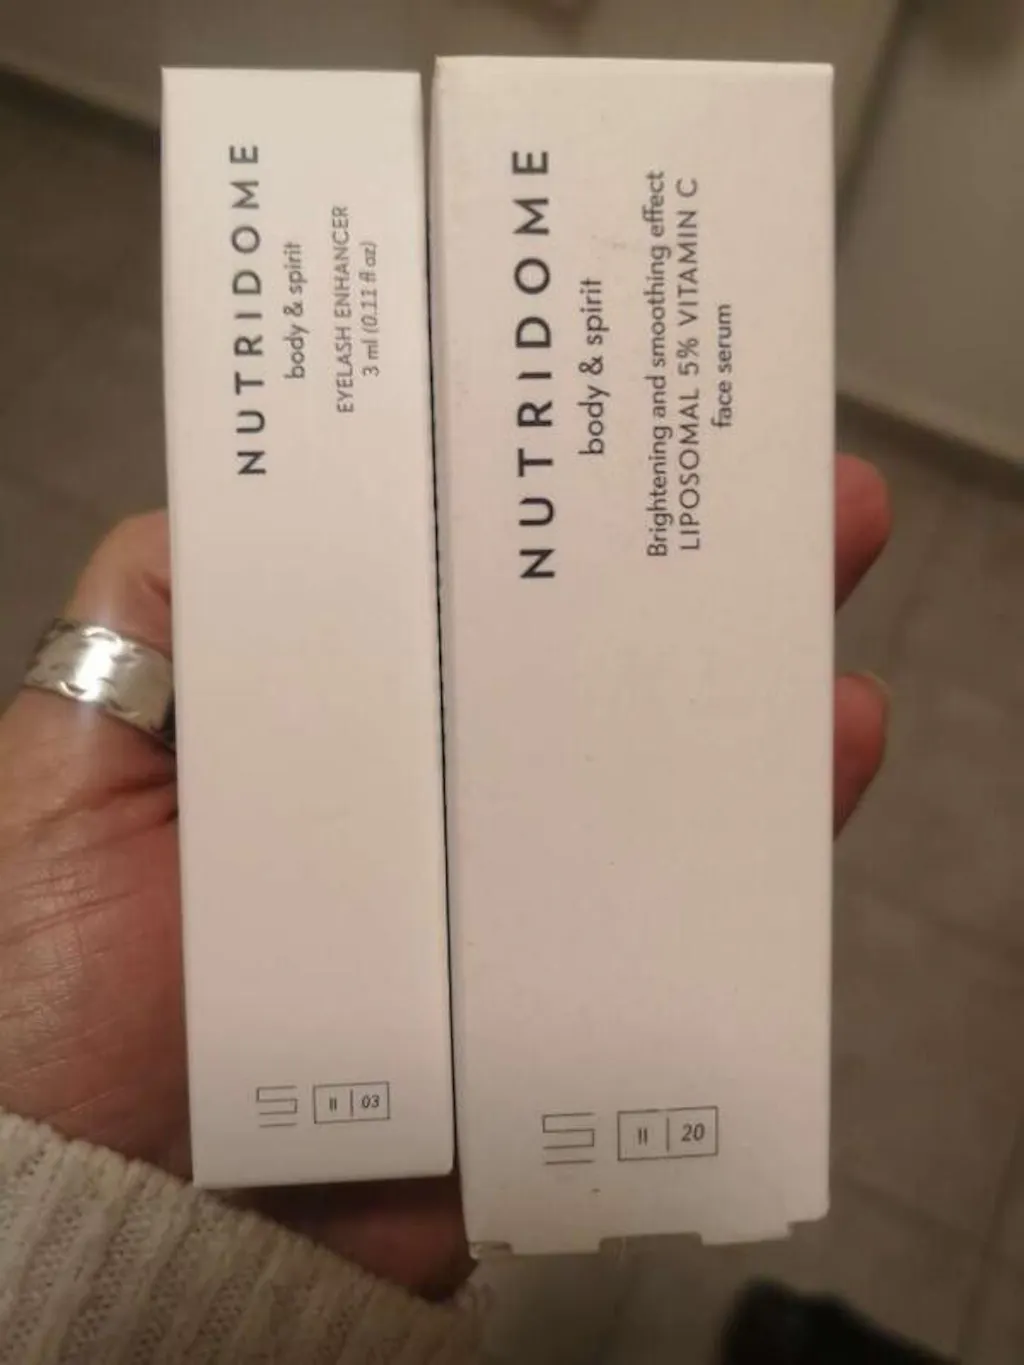 NUTRIDOME
body & spirit
EYELASH ENHANCER
3 ml (0.11 fl oz)
II | 03
NUTRIDOME
body & spirit
Brightening and smoothing effect
LIPOSOMAL 5% VITAMIN C
face serum
II | 20